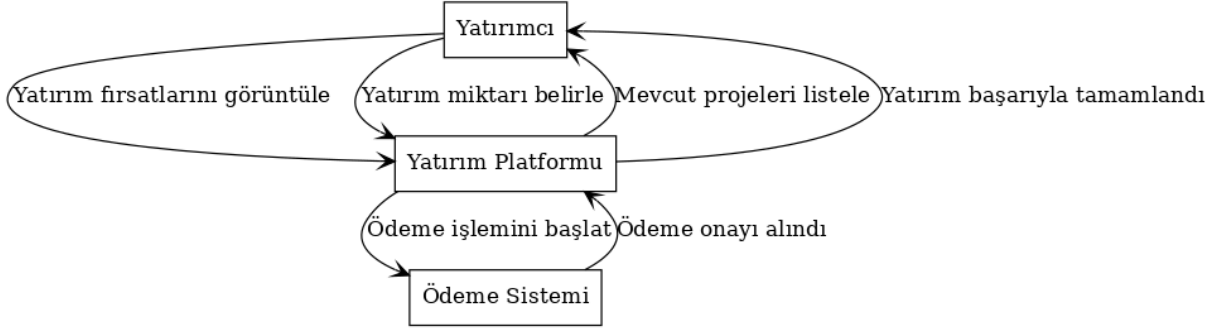 Yatırımcı
Yatırım fırsatlarını görüntüle
Yatırım miktarı belirle
Mevcut projeleri listele
Yatırım başarıyla tamamlandı
Yatırım Platformu
Ödeme işlemini başlat
Ödeme onayı alındı
Ödeme Sistemi